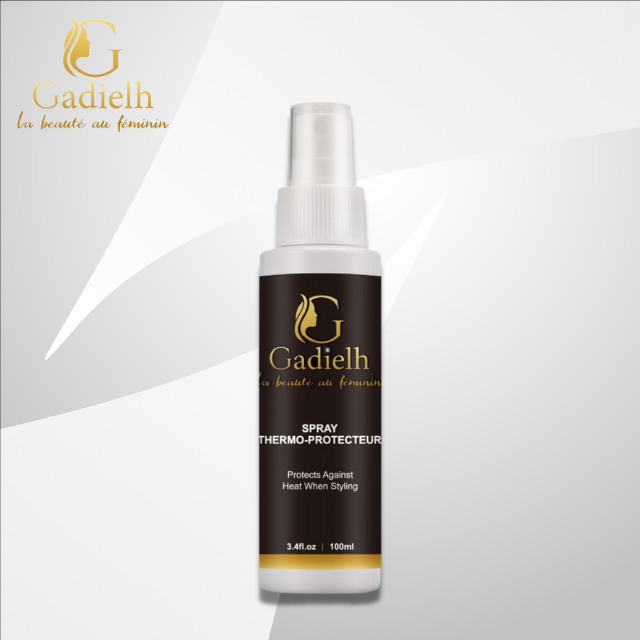 G
Gadielh
La beauté au féminin
G
Gadielh
La beauté au féminin
SPRAY
THERMO-PROTECTEUR
Protects Against
Heat When Styling
3.4fl.oz | 100ml